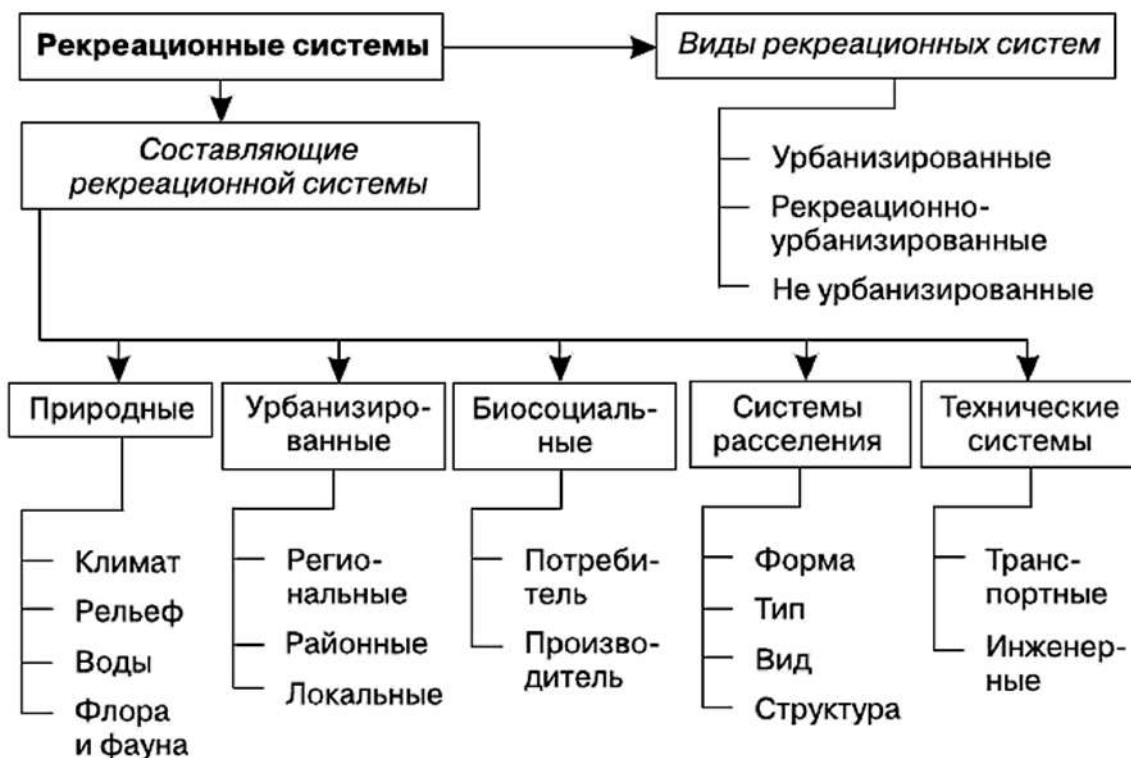 Рекреационные системы
Виды рекреационных систем
Составляющие
рекреационной системы
Урбанизированные
Рекреационно-
урбанизированные
Не урбанизированные
Природные
Урбанизиро-
ванные
Биосоциаль-
ные
Системы
расселения
Технические
системы
Климат
Рельеф
Воды
Флора
и фауна
Регио-
нальные
Районные
Локальные
Потреби-
тель
Произво-
дитель
Форма
Тип
Вид
Структура
Транс-
портные
Инженер-
ные